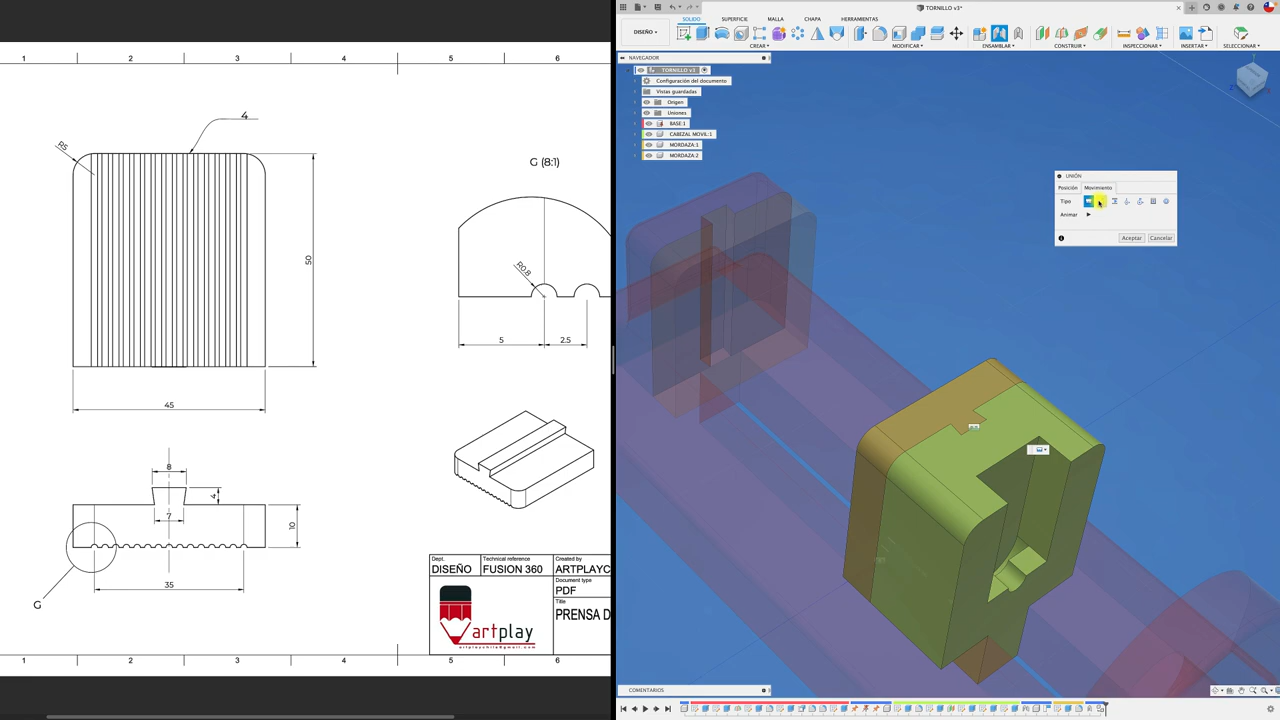 1
2
3
5
6
R5
4
50
45
G (8:1)
R0.8
5
2.5
8
4
7
10
35
G
Dept.
DISEÑO
Technical reference
FUSION 360
Created by
ARTPLAYC
Document type
PDF
Title
PRENSA D
artplay
artplaychile@gmail.com
1
2
3
4
5
6
TORNILLO v3*
DISEÑO
SOLIDO
SUPERFICIE
MALLA
CHAPA
HERRAMIENTAS
CREAR
MODIFICAR
ENSAMBLAR
CONSTRUIR
INSPECCIONAR
INSERTAR
SELECCIONAR
NAVEGADOR
TORNILLO v3
Configuración del documento
Vistas guardadas
Origen
Uniones
BASE:1
CABEZAL MOVIL:1
MORDAZA:1
MORDAZA:2
UNIÓN
Posición
Movimiento
Tipo
Animar
Aceptar
Cancelar
COMENTARIOS